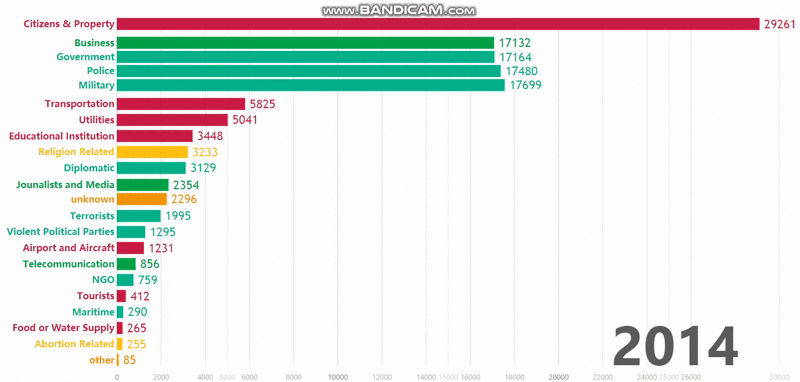 www.BANDICAM.com
Citizens & Property 29261
Business 17132
Government 17164
Police 17480
Military 17699
Transportation 5825
Utilities 5041
Educational Institution 3448
Religion Related 3233
Diplomatic 3129
Jounalists and Media 2354
unknown 2296
Terrorists 1995
Violent Political Parties 1295
Airport and Aircraft 1231
Telecommunication 856
NGO 759
Tourists 412
Maritime 290
Food or Water Supply 265
Abortion Related 255
other 85
2014
0 2000 4000 5000 6000 8000 10000 12000 14000 15000 16000 18000 20000 22000 24000 25000 26000 30000